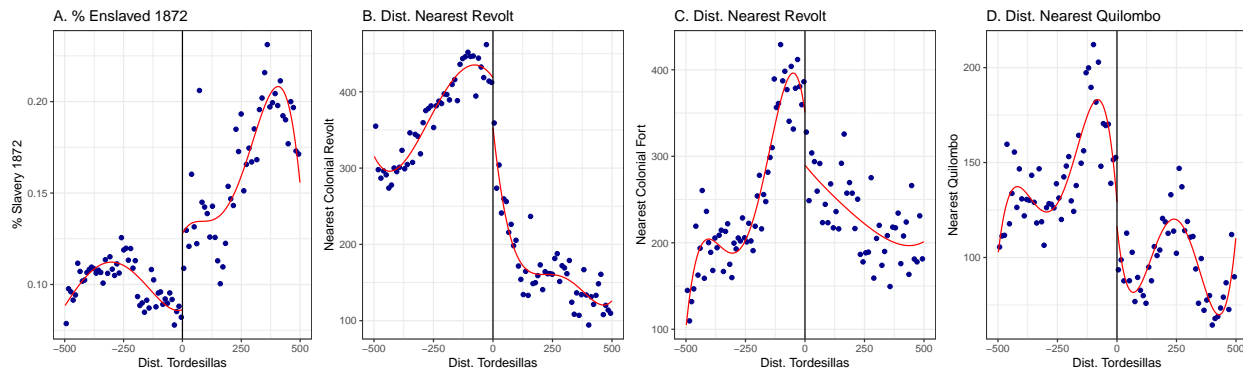 A. % Enslaved 1872
% Slavery 1872
0.20
0.15
0.10
−500
−250
0
250
500
Dist. Tordesillas
B. Dist. Nearest Revolt
Nearest Colonial Revolt
400
300
200
100
−500
−250
0
250
500
Dist. Tordesillas
C. Dist. Nearest Revolt
Nearest Colonial Fort
400
300
200
100
−500
−250
0
250
500
Dist. Tordesillas
D. Dist. Nearest Quilombo
Nearest Quilombo
200
150
100
−500
−250
0
250
500
Dist. Tordesillas